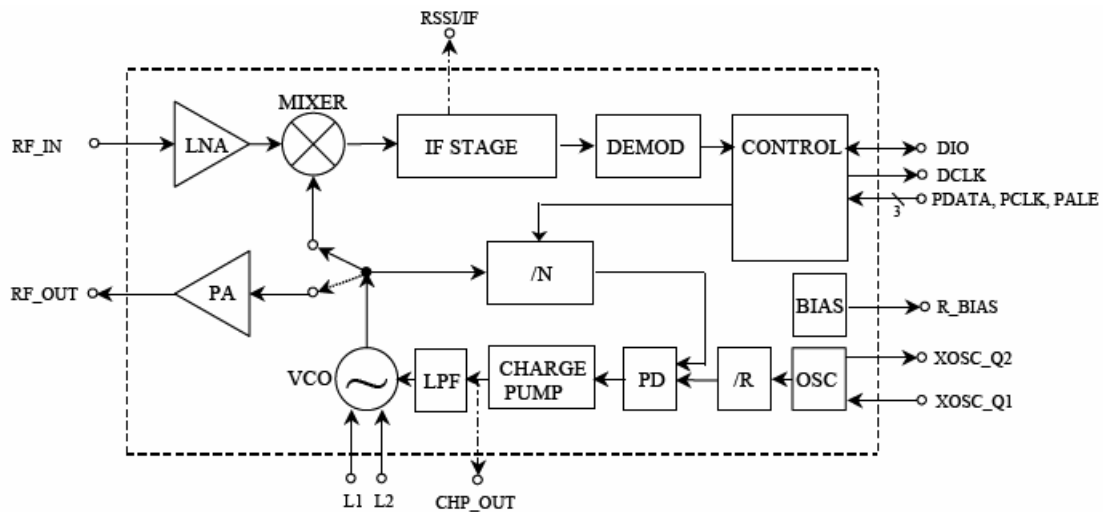 RSSI/IF
MIXER
RF_IN
LNA
IF STAGE
DEMOD
CONTROL
DIO
DCLK
3
PDATA, PCLK, PALE
/N
RF_OUT
PA
BIAS
R_BIAS
VCO
LPF
CHARGE
PUMP
PD
/R
OSC
XOSC_Q2
XOSC_Q1
L1
L2
CHP_OUT